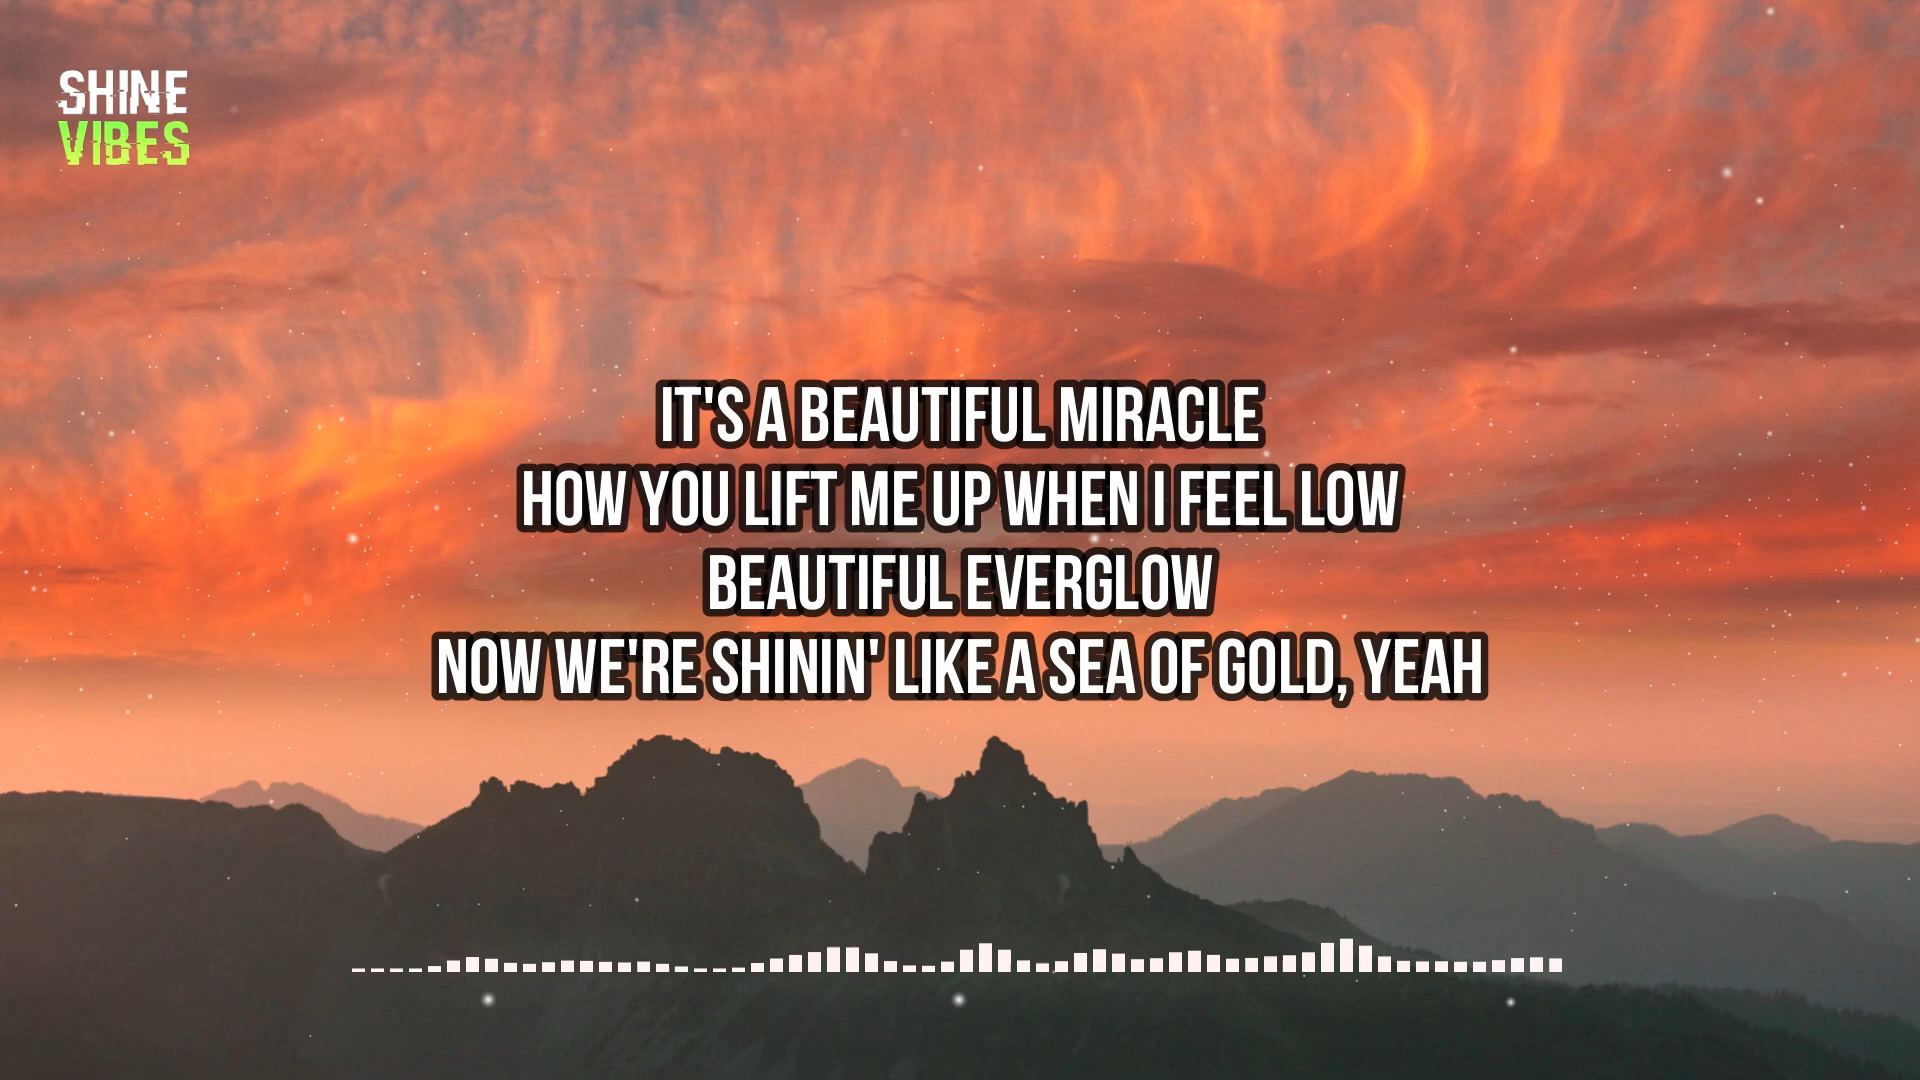 SHINE
VIBES
IT'S A BEAUTIFUL MIRACLE
HOW YOU LIFT ME UP WHEN I FEEL LOW
BEAUTIFUL EVERGLOW
NOW WE'RE SHININ' LIKE A SEA OF GOLD, YEAH